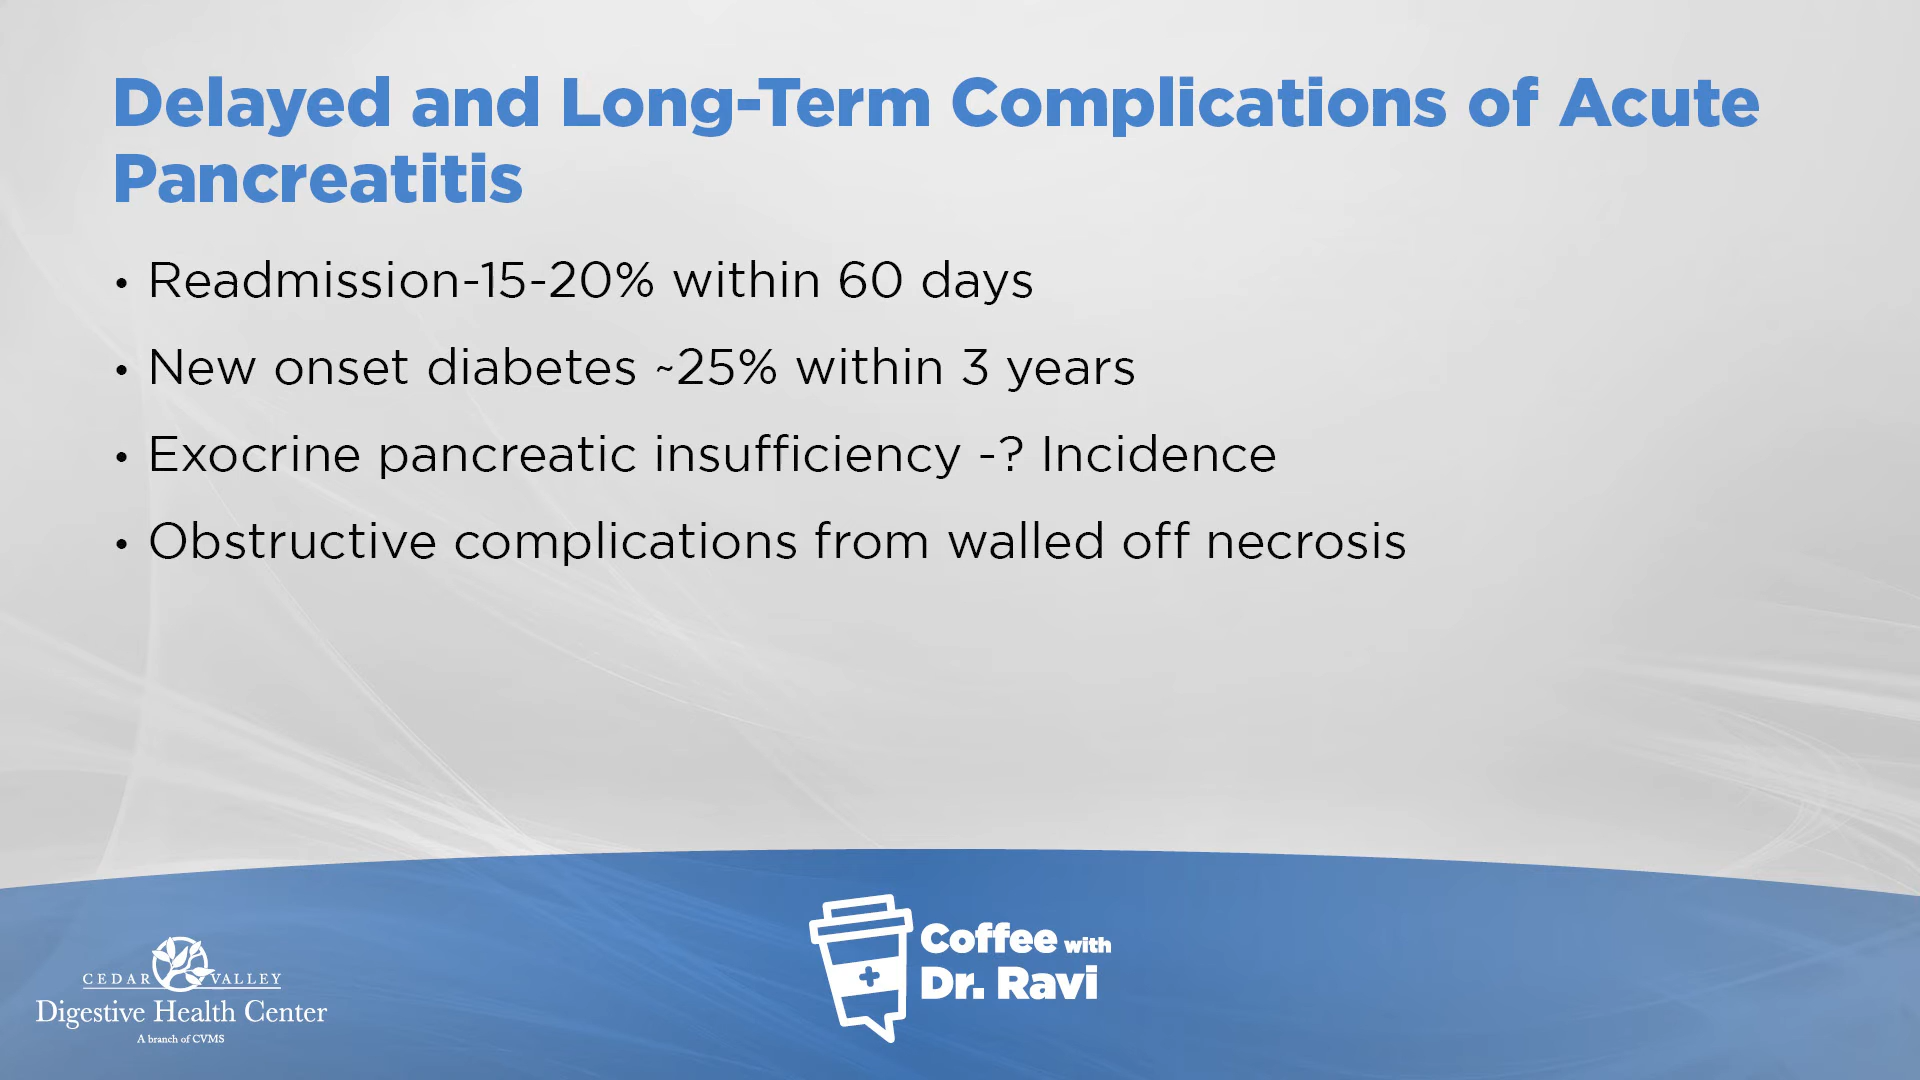 Delayed and Long-Term Complications of Acute
Pancreatitis
• Readmission-15-20% within 60 days
• New onset diabetes ~25% within 3 years
• Exocrine pancreatic insufficiency -? Incidence
• Obstructive complications from walled off necrosis
CEDAR VALLEY
Digestive Health Center
A branch of CVMS
Coffee with
Dr. Ravi